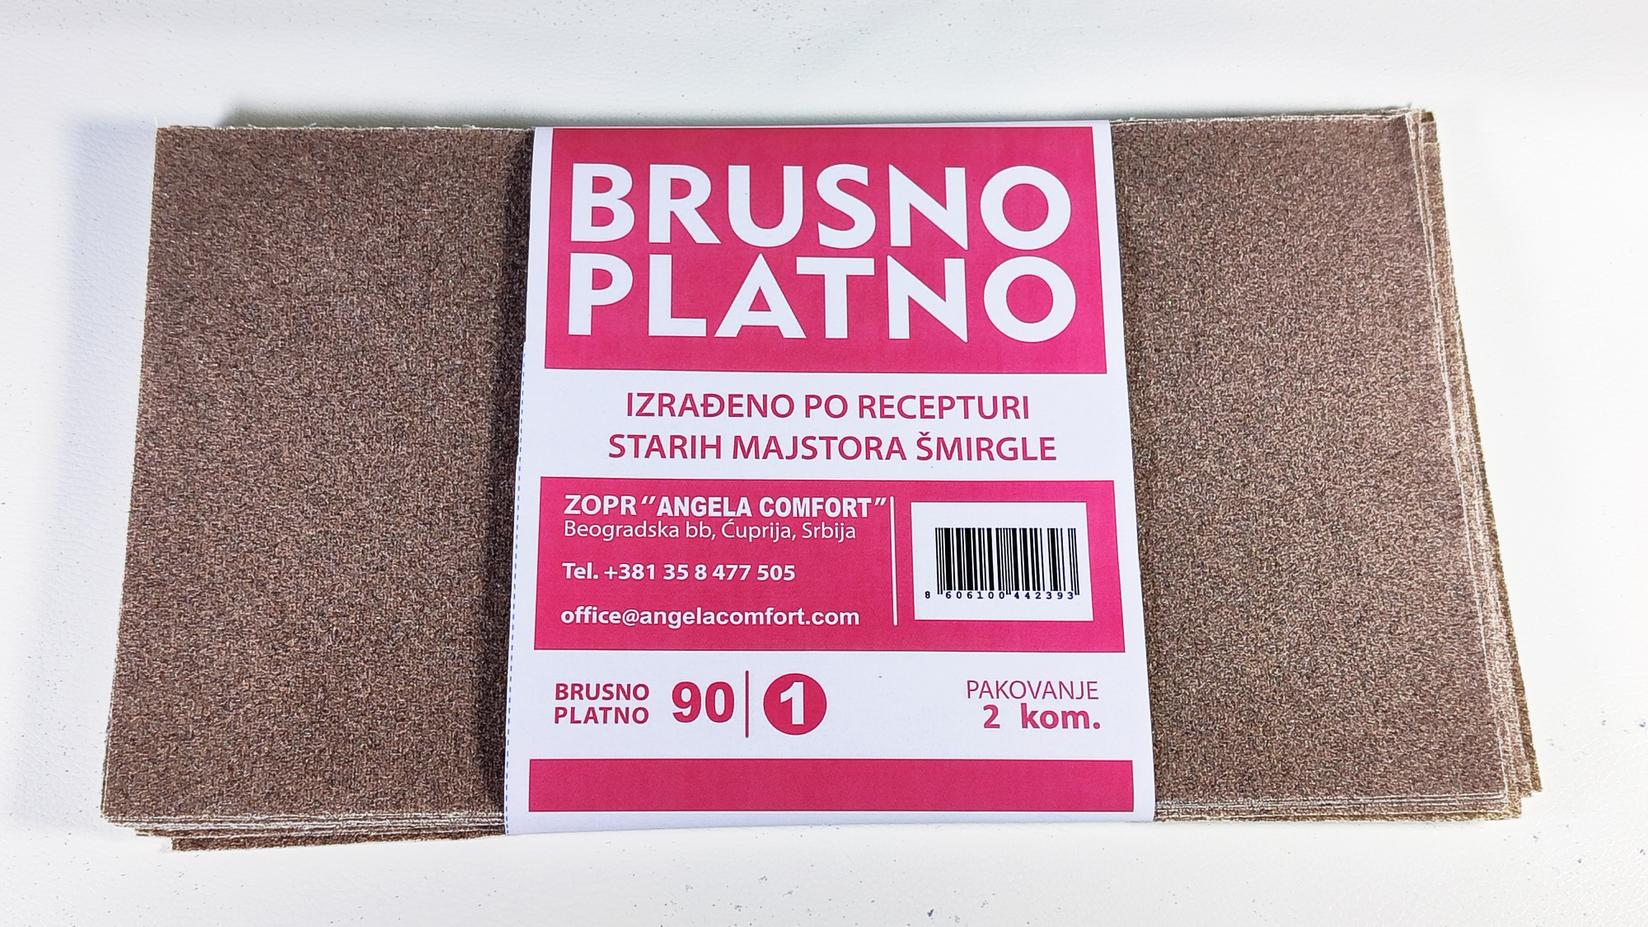 BRUSNO
PLATNO
IZRAĐENO PO RECEPTURI
STARIH MAJSTORA ŠMIRGLE
ZOPR “ANGELA COMFORT”
Beogradska bb, Ćuprija, Srbija
Tel. +381 35 8 477 505
office@angelacomfort.com
8 606100 442393
BRUSNO
PLATNO
90
1
PAKOVANJE
2 kom.